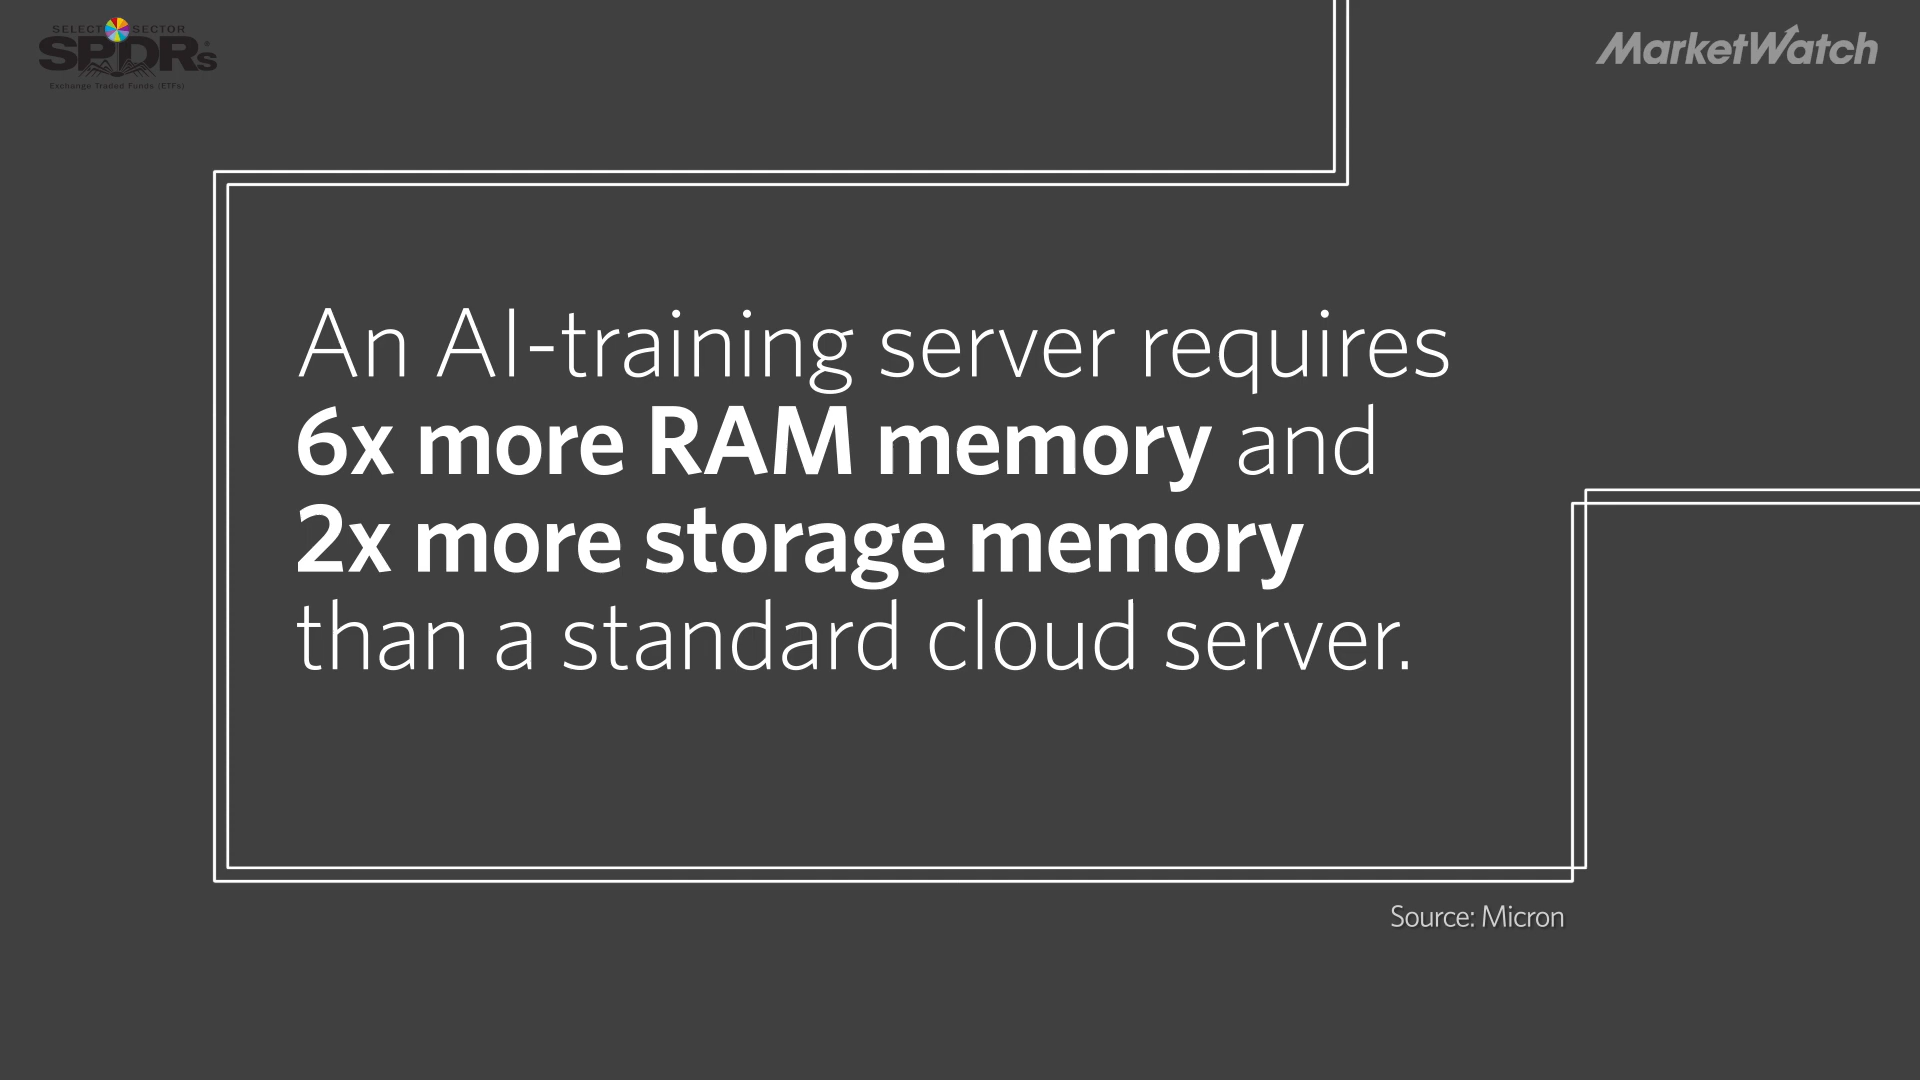 SELECT SECTOR
SPDRs®
Exchange Traded Funds (ETFs)
MarketWatch
An AI-training server requires
6x more RAM memory and
2x more storage memory
than a standard cloud server.
Source: Micron